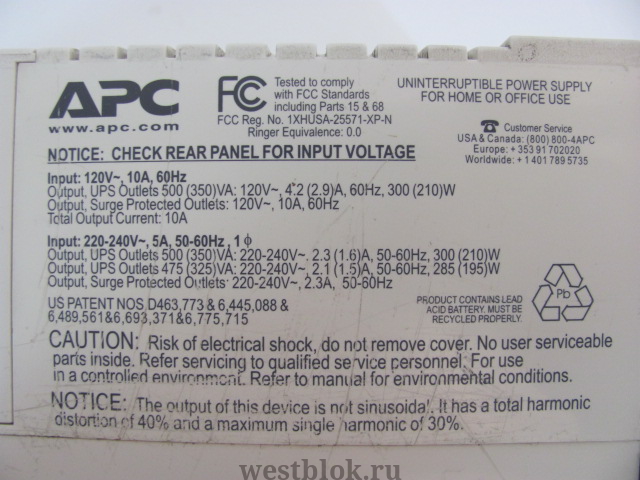 APC
www.apc.com
FC
Tested to comply
with FCC Standards
including Parts 15 & 68
FCC Reg. No. 1XHUSA-25571-XP-N
Ringer Equivalence: 0.0
UNINTERRUPTIBLE POWER SUPPLY
FOR HOME OR OFFICE USE
Customer Service
USA & Canada: (800) 800-4APC
Europe: + 353 91 702020
Worldwide: + 1 401 789 5735
NOTICE: CHECK REAR PANEL FOR INPUT VOLTAGE
Input: 120V~, 10A, 60Hz
Output, UPS Outlets 500 (350)VA: 120V~, 4.2 (2.9)A, 60Hz, 300 (210)W
Output, Surge Protected Outlets: 120V~, 10A, 60Hz
Total Output Current: 10A
Input: 220-240V~, 5A, 50-60Hz, 1 ϕ
Output, UPS Outlets 500 (350)VA: 220-240V~, 2.3 (1.6)A, 50-60Hz, 300 (210)W
Output, UPS Outlets 475 (325)VA: 220-240V~, 2.1 (1.5)A, 50-60Hz, 285 (195)W
Output, Surge Protected Outlets: 220-240V~, 2.3A, 50-60Hz
US PATENT NOS D463,773 & 6,445,088 &
6,489,561&6,693,371&6,775,715
PRODUCT CONTAINS LEAD
ACID BATTERY. MUST BE
RECYCLED PROPERLY.
Pb
CAUTION: Risk of electrical shock, do not remove cover. No user serviceable
parts inside. Refer servicing to qualified service personnel. For use
in a controlled environment. Refer to manual for environmental conditions.
NOTICE: The output of this device is not sinusoidal. It has a total harmonic
distortion of 40% and a maximum single harmonic of 30%.
westblok.ru